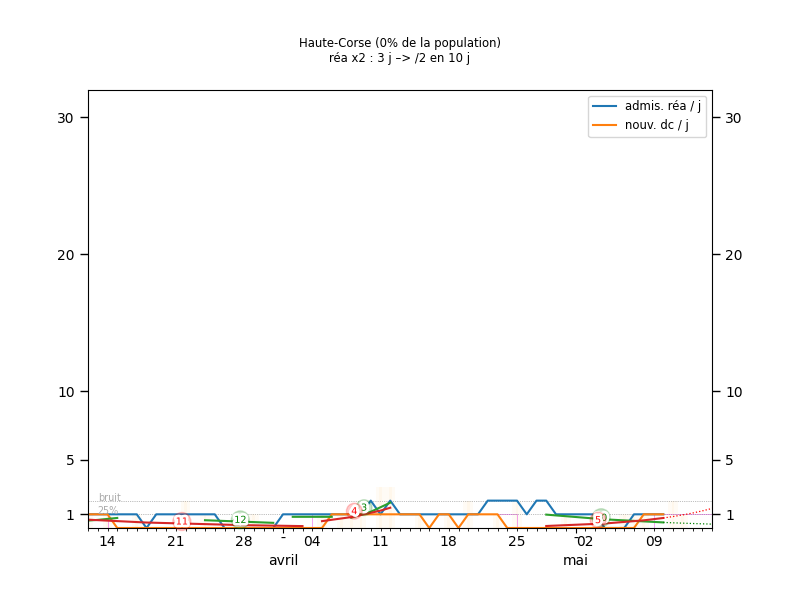 Haute-Corse (0% de la population)
réa x2 : 3 j –> /2 en 10 j
admis. réa / j
nouv. dc / j
30 30
20 20
10 10
5 5
bruit
25%
1 1
11 12 4 3 5
14 21 28 - 04 11 18 25 - 02 09
avril mai